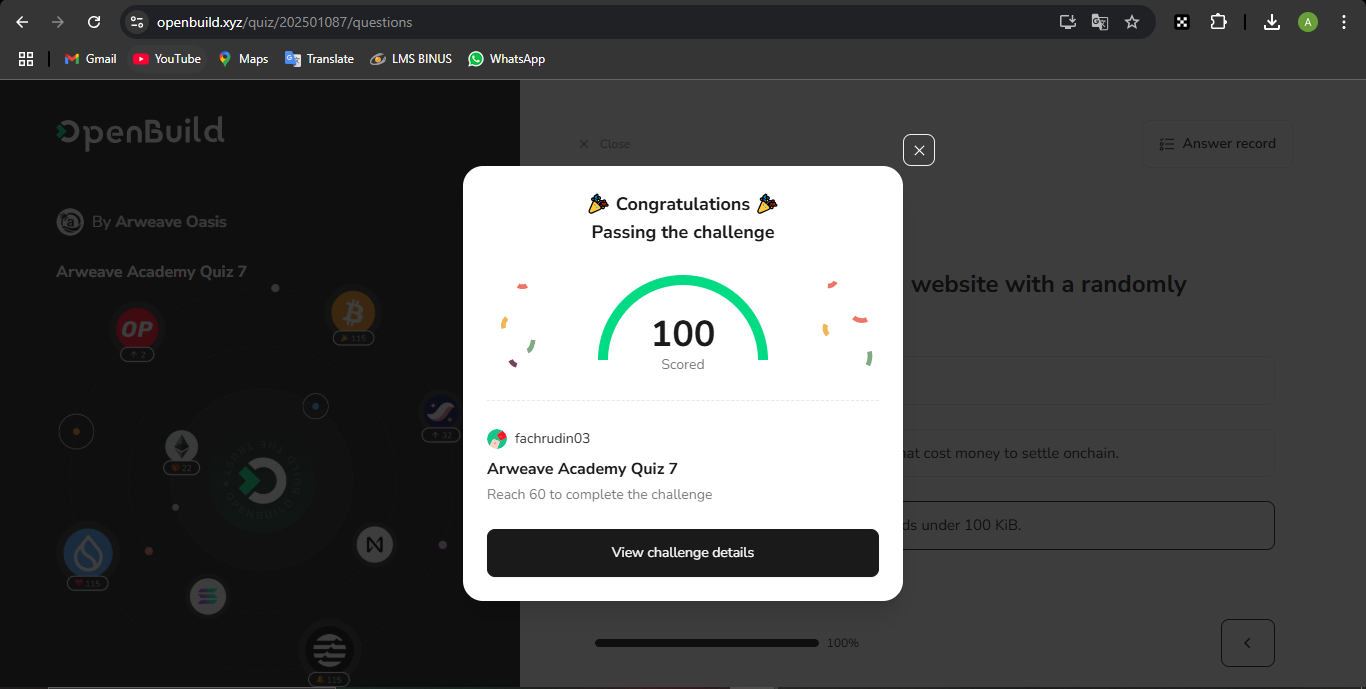 openbuild.xyz/quiz/202501087/questions
A
Gmail
YouTube
Maps
Translate
LMS BINUS
WhatsApp
OpenBuild
By Arweave Oasis
Arweave Academy Quiz 7
OP
2
115
32
22
115
115
Close
Answer record
website with a randomly
hat cost money to settle onchain.
ds under 100 KiB.
100%
Congratulations
Passing the challenge
100
Scored
fachrudin03
Arweave Academy Quiz 7
Reach 60 to complete the challenge
View challenge details